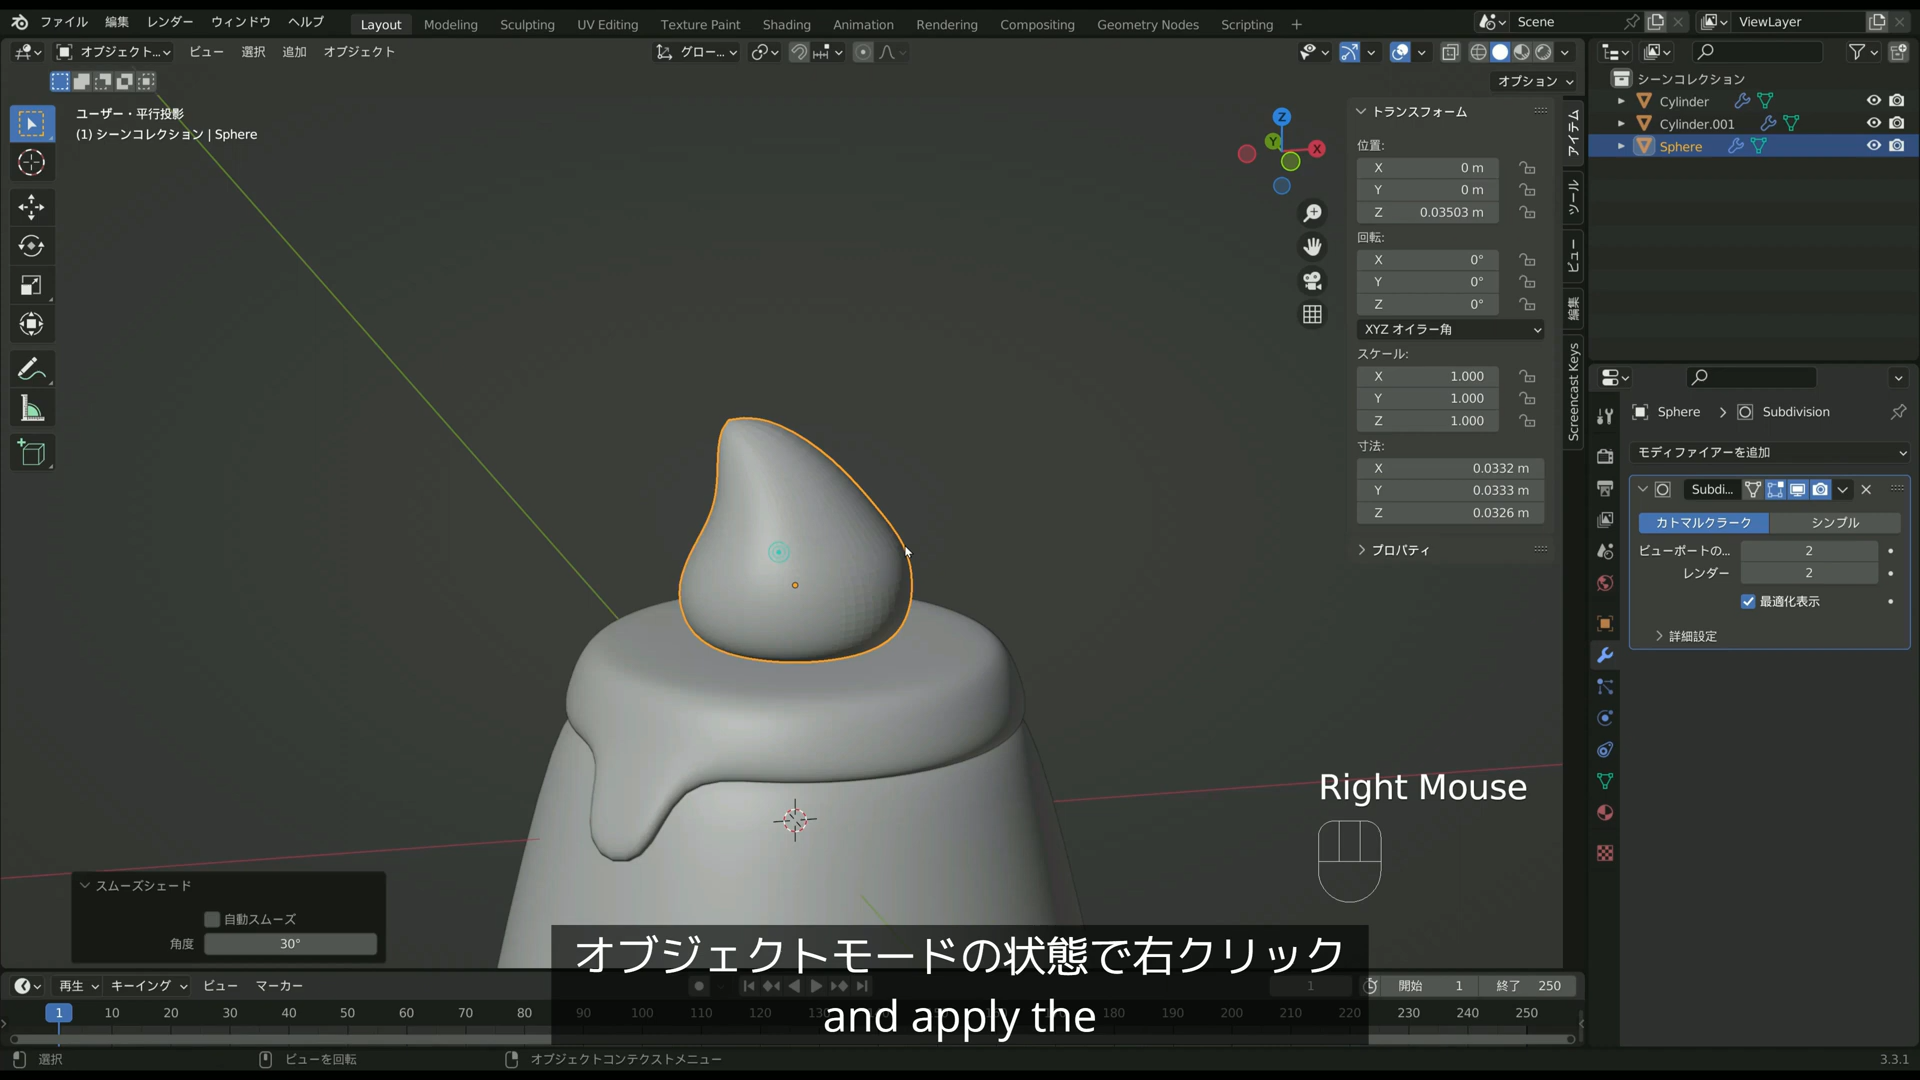 ファイル 編集 レンダー ウィンドウ ヘルプ Layout Modeling Sculpting UV Editing Texture Paint Shading Animation Rendering Compositing Geometry Nodes Scripting + Scene ViewLayer
オブジェクト... ビュー 選択 追加 オブジェクト グロー...
オプション
ユーザー・平行投影
(1) シーンコレクション | Sphere
Z
Y
X
トランスフォーム
位置:
X 0 m
Y 0 m
Z 0.03503 m
回転:
X 0°
Y 0°
Z 0°
XYZ オイラー角
スケール:
X 1.000
Y 1.000
Z 1.000
寸法:
X 0.0332 m
Y 0.0333 m
Z 0.0326 m
プロパティ
アイテム
ツール
ビュー
編集
Screencast Keys
シーンコレクション
Cylinder
Cylinder.001
Sphere
Sphere > Subdivision
モディファイアーを追加
Subdi...
カトマルクラーク シンプル
ビューポートの... 2
レンダー 2
最適化表示
詳細設定
Right Mouse
スムーズシェード
自動スムーズ
角度 30°
オブジェクトモードの状態で右クリック
and apply the
再生 キーイング ビュー マーカー 1 開始 1 終了 250
1 10 20 30 40 50 60 70 80 90 100 110 120 130 210 220 230 240 250
選択 ビューを回転 オブジェクトコンテクストメニュー 3.3.1